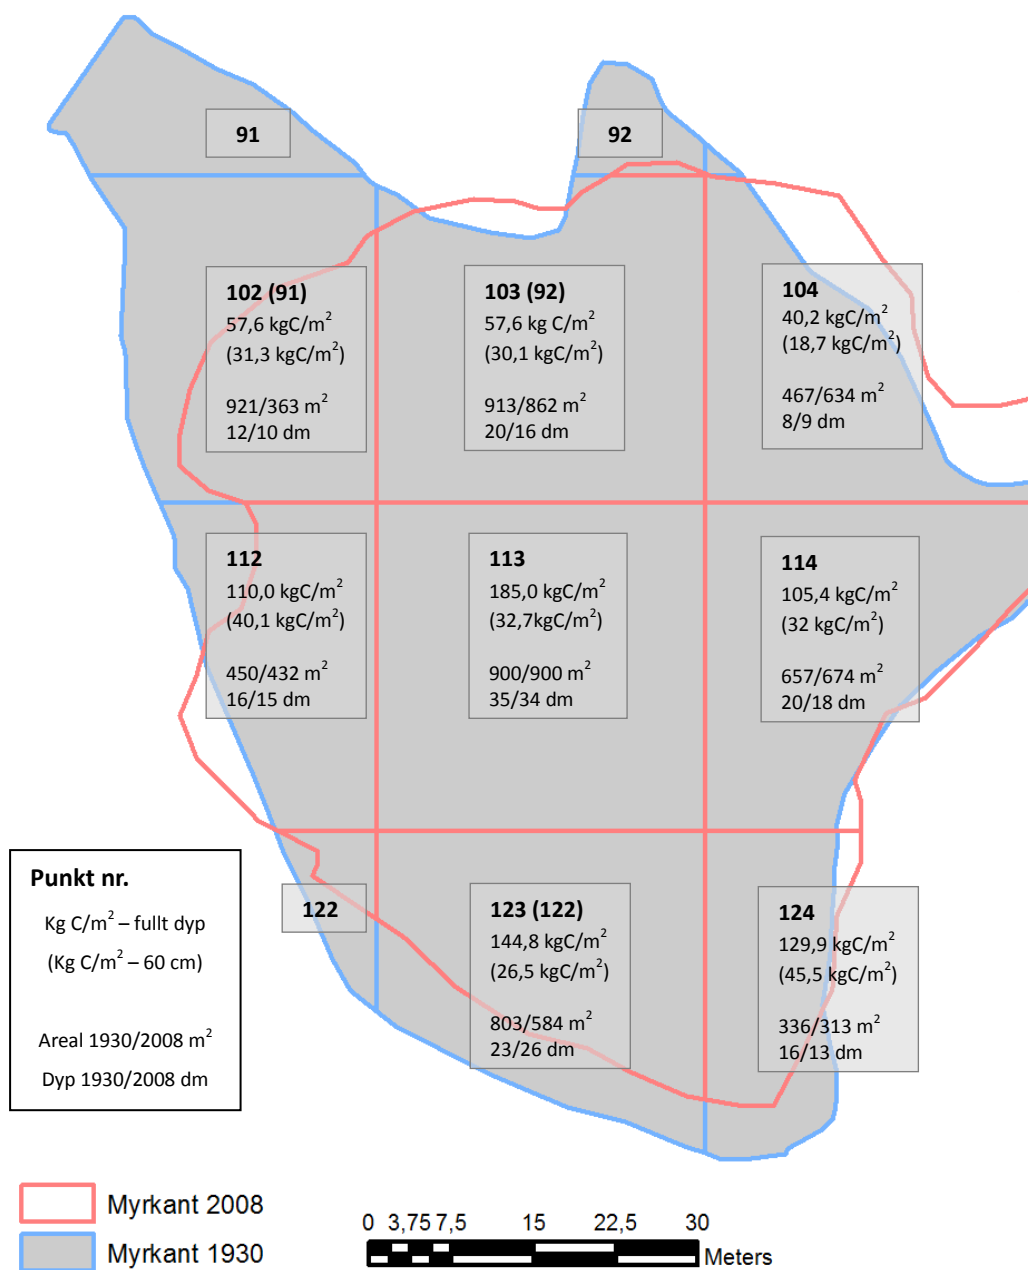 91
92
102 (91)
57,6 kgC/m²
(31,3 kgC/m²)
921/363 m²
12/10 dm
103 (92)
57,6 kg C/m²
(30,1 kgC/m²)
913/862 m²
20/16 dm
104
40,2 kgC/m²
(18,7 kgC/m²)
467/634 m²
8/9 dm
112
110,0 kgC/m²
(40,1 kgC/m²)
450/432 m²
16/15 dm
113
185,0 kgC/m²
(32,7kgC/m²)
900/900 m²
35/34 dm
114
105,4 kgC/m²
(32 kgC/m²)
657/674 m²
20/18 dm
122
123 (122)
144,8 kgC/m²
(26,5 kgC/m²)
803/584 m²
23/26 dm
124
129,9 kgC/m²
(45,5 kgC/m²)
336/313 m²
16/13 dm
Punkt nr.
Kg C/m² – fullt dyp
(Kg C/m² – 60 cm)
Areal 1930/2008 m²
Dyp 1930/2008 dm
Myrkant 2008
Myrkant 1930
0 3,75 7,5 15 22,5 30
Meters